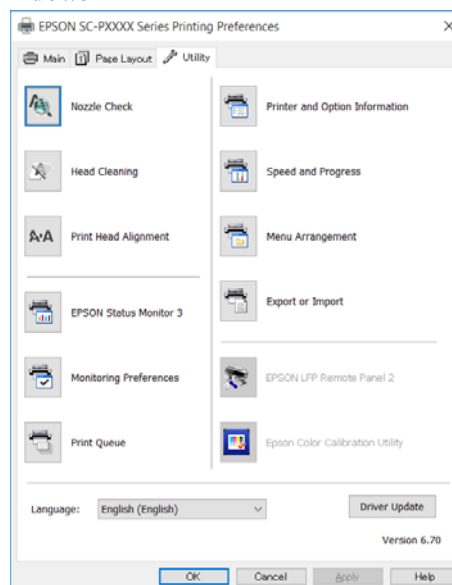 EPSON SC-PXXXX Series Printing Preferences
Main
Page Layout
Utility
Nozzle Check
Printer and Option Information
Head Cleaning
Speed and Progress
Print Head Alignment
Menu Arrangement
EPSON Status Monitor 3
Export or Import
Monitoring Preferences
EPSON LFP Remote Panel 2
Print Queue
Epson Color Calibration Utility
Language:
English (English)
Driver Update
Version 6.70
OK
Cancel
Apply
Help